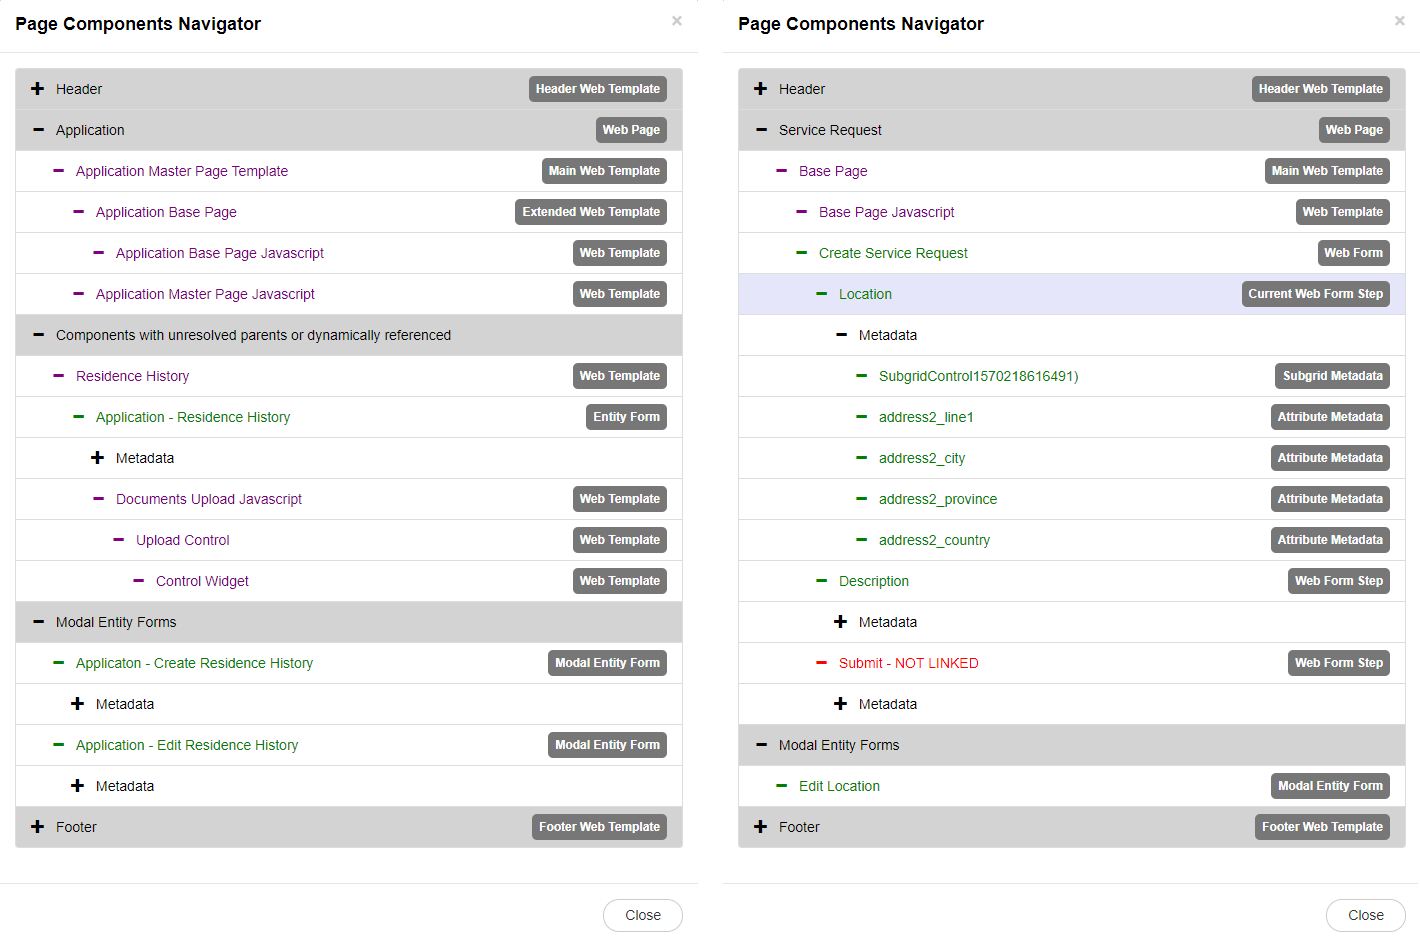 Page Components Navigator ×
Header Header Web Template
Application Web Page
Application Master Page Template Main Web Template
Application Base Page Extended Web Template
Application Base Page Javascript Web Template
Application Master Page Javascript Web Template
Components with unresolved parents or dynamically referenced
Residence History Web Template
Application - Residence History Entity Form
Metadata
Documents Upload Javascript Web Template
Upload Control Web Template
Control Widget Web Template
Modal Entity Forms
Applicaton - Create Residence History Modal Entity Form
Metadata
Application - Edit Residence History Modal Entity Form
Metadata
Footer Footer Web Template
Close
Page Components Navigator ×
Header Header Web Template
Service Request Web Page
Base Page Main Web Template
Base Page Javascript Web Template
Create Service Request Web Form
Location Current Web Form Step
Metadata
SubgridControl1570218616491) Subgrid Metadata
address2_line1 Attribute Metadata
address2_city Attribute Metadata
address2_province Attribute Metadata
address2_country Attribute Metadata
Description Web Form Step
Metadata
Submit - NOT LINKED Web Form Step
Metadata
Modal Entity Forms
Edit Location Modal Entity Form
Footer Footer Web Template
Close